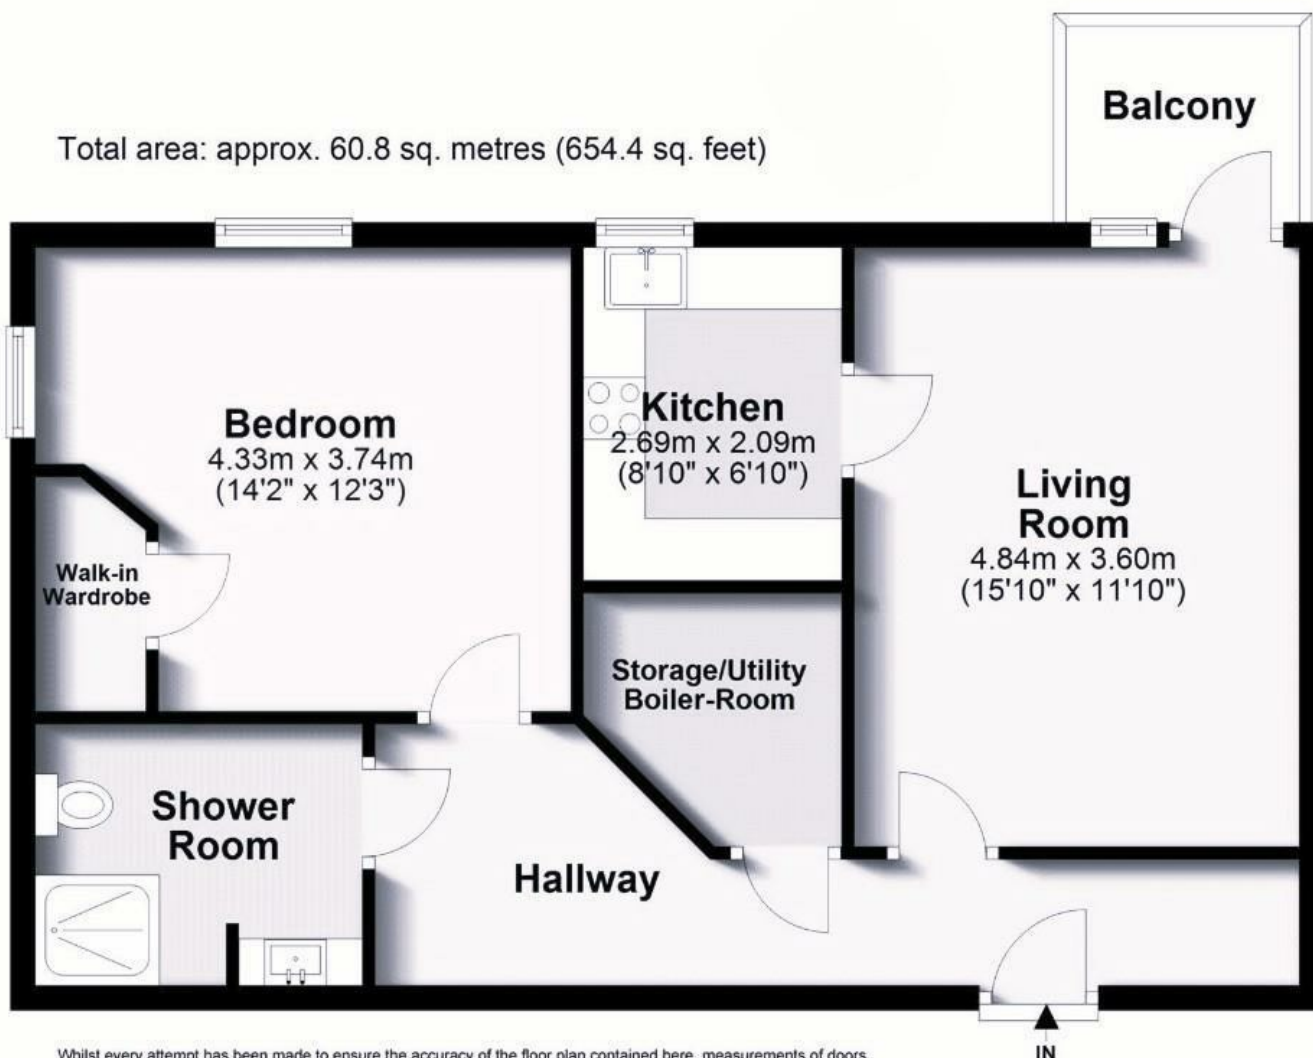 Total area: approx. 60.8 sq. metres (654.4 sq. feet)
Balcony
Bedroom
4.33m x 3.74m
(14'2" x 12'3")
Kitchen
2.69m x 2.09m
(8'10" x 6'10")
Living
Room
4.84m x 3.60m
(15'10" x 11'10")
Walk-in
Wardrobe
Storage/Utility
Boiler-Room
Shower
Room
Hallway
IN
Whilst every attempt has been made to ensure the accuracy of the floor plan contained here, measurements of doors,